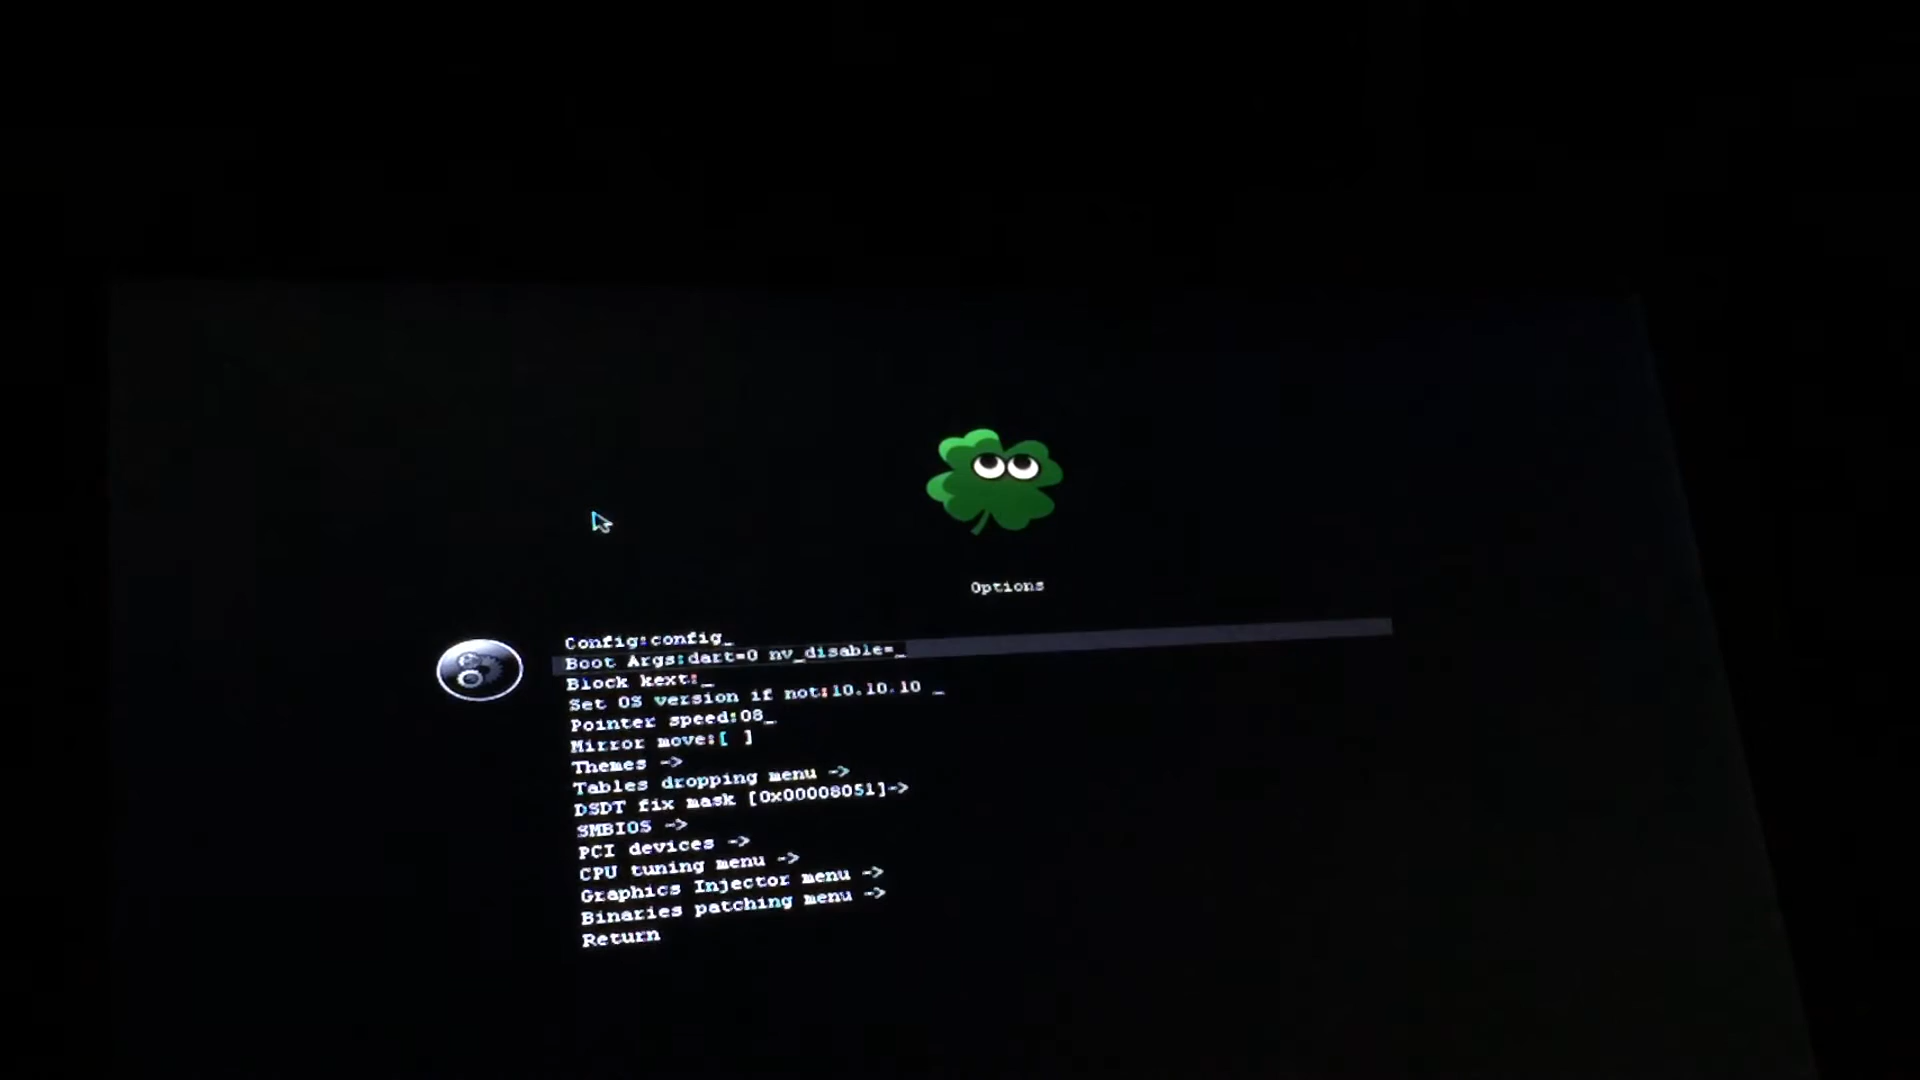 Options
Config:config_
Boot Args:dart=0 nv_disable=_
Block kext:_
Set OS version if not:10.10.10 _
Pointer speed:08_
Mirror move:[ ]
Themes ->
Tables dropping menu ->
DSDT fix mask [0x00008051]->
SMBIOS ->
PCI devices ->
CPU tuning menu ->
Graphics Injector menu ->
Binaries patching menu ->
Return